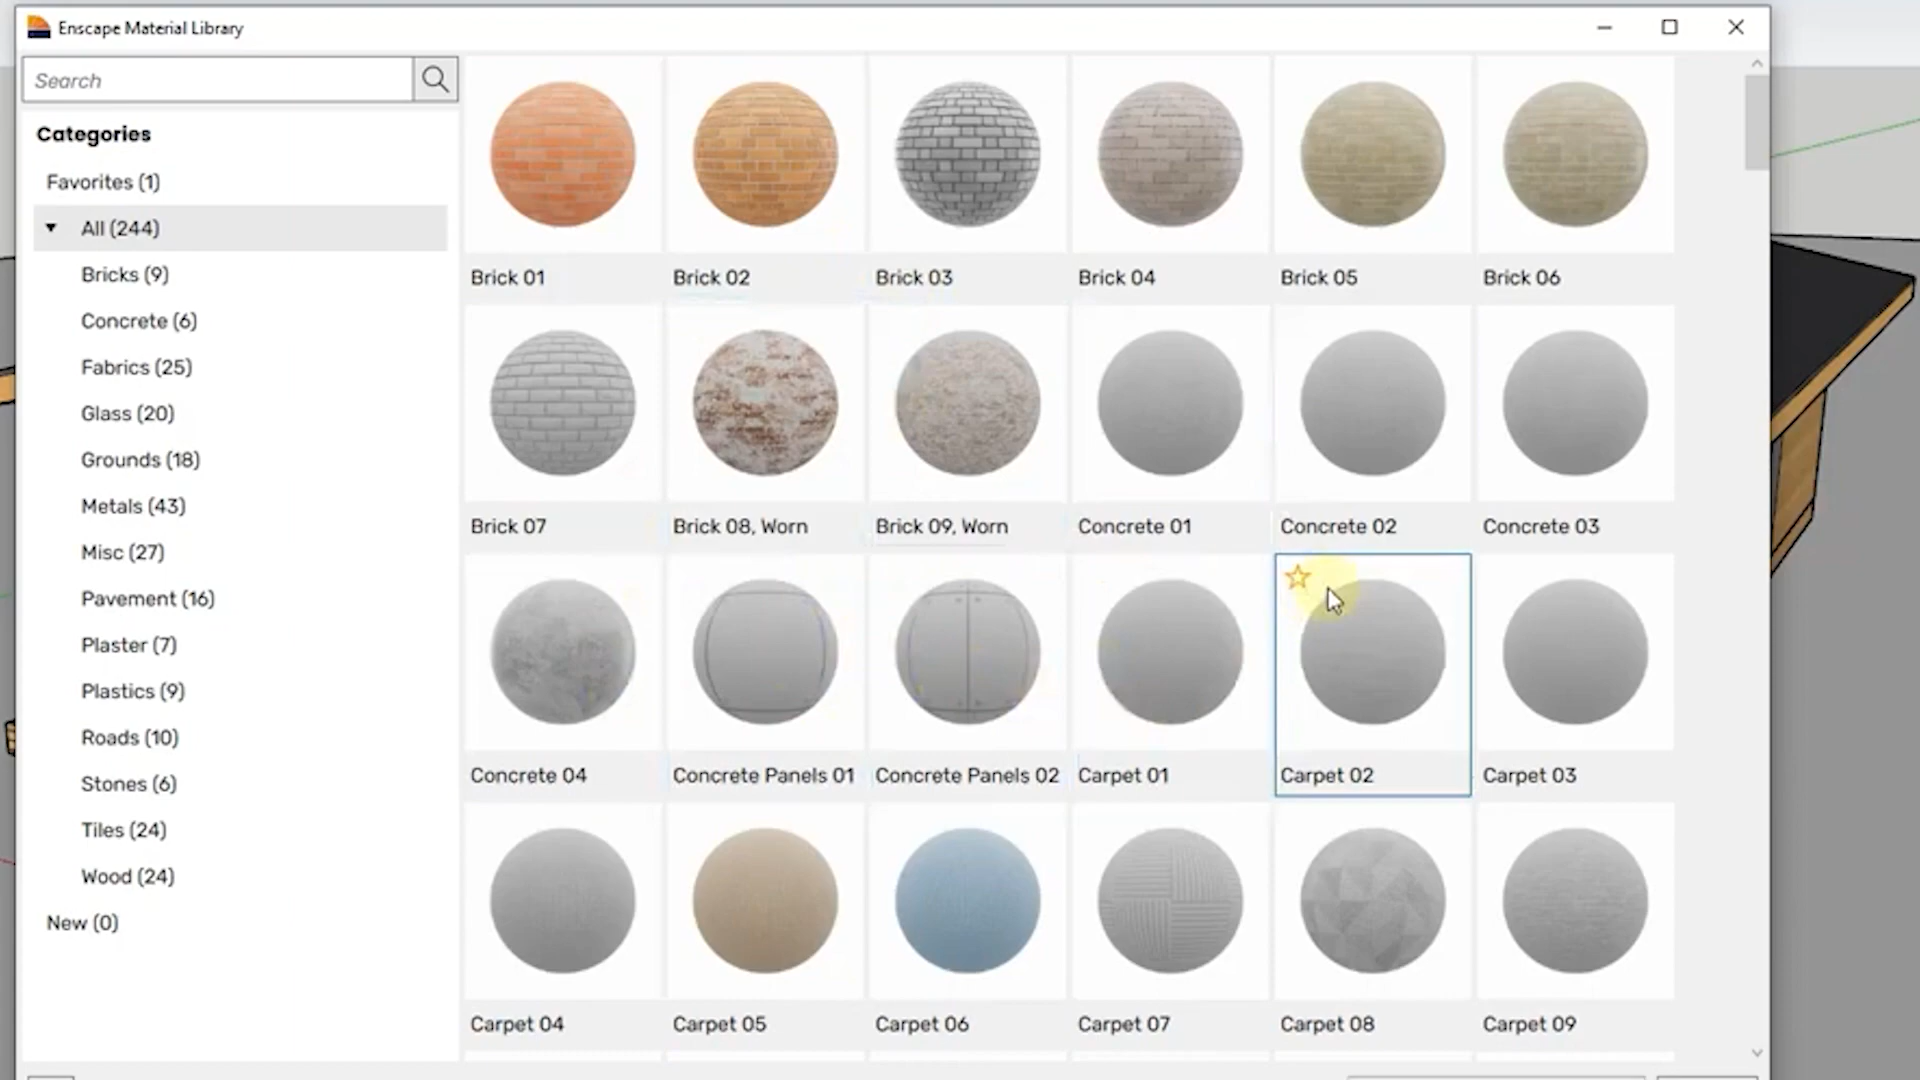 Enscape Material Library
Search
Categories
Favorites (1)
All (244)
Bricks (9)
Concrete (6)
Fabrics (25)
Glass (20)
Grounds (18)
Metals (43)
Misc (27)
Pavement (16)
Plaster (7)
Plastics (9)
Roads (10)
Stones (6)
Tiles (24)
Wood (24)
New (0)
Brick 01
Brick 02
Brick 03
Brick 04
Brick 05
Brick 06
Brick 07
Brick 08, Worn
Brick 09, Worn
Concrete 01
Concrete 02
Concrete 03
Concrete 04
Concrete Panels 01
Concrete Panels 02
Carpet 01
Carpet 02
Carpet 03
Carpet 04
Carpet 05
Carpet 06
Carpet 07
Carpet 08
Carpet 09